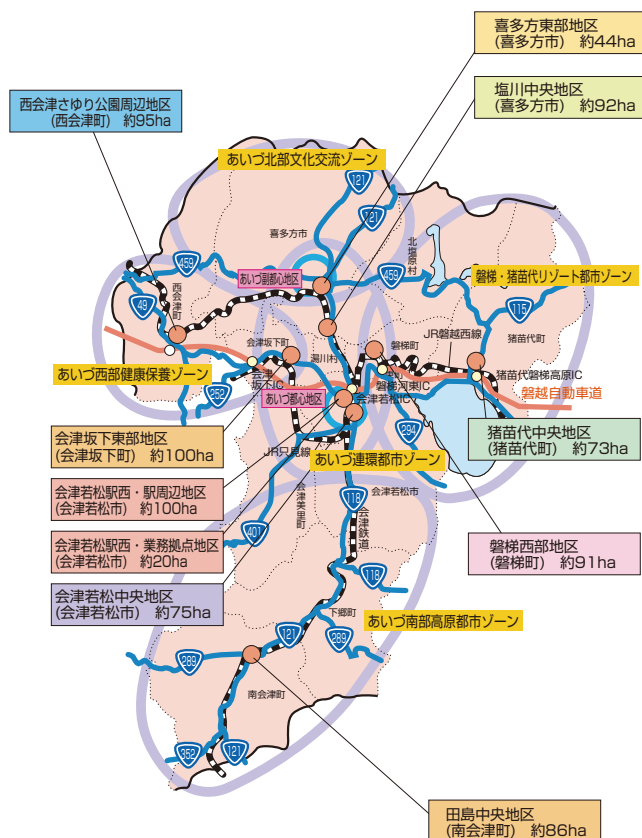 喜多方東部地区
(喜多方市) 約44ha
塩川中央地区
(喜多方市) 約92ha
西会津さゆり公園周辺地区
(西会津町) 約95ha
あいづ北部文化交流ゾーン
121
121
喜多方市
北塩原村
459
あいづ副都心地区
459
磐梯・猪苗代リゾート都市ゾーン
49
西会津町
115
会津坂下町
湯川村
磐梯町
JR磐越西線
猪苗代町
あいづ西部健康保養ゾーン
会津
坂下IC
磐梯河東IC
猪苗代磐梯高原IC
252
あいづ都心地区
会津若松IC
磐越自動車道
会津坂下東部地区
(会津坂下町) 約100ha
294
猪苗代中央地区
(猪苗代町) 約73ha
JR只見線
あいづ連環都市ゾーン
会津若松駅西・駅周辺地区
(会津若松市) 約100ha
会津美里町
118
会津若松市
会津鉄道
401
会津若松駅西・業務拠点地区
(会津若松市) 約20ha
磐梯西部地区
(磐梯町) 約91ha
118
会津若松中央地区
(会津若松市) 約75ha
下郷町
あいづ南部高原都市ゾーン
121
289
289
南会津町
352
121
田島中央地区
(南会津町) 約86ha